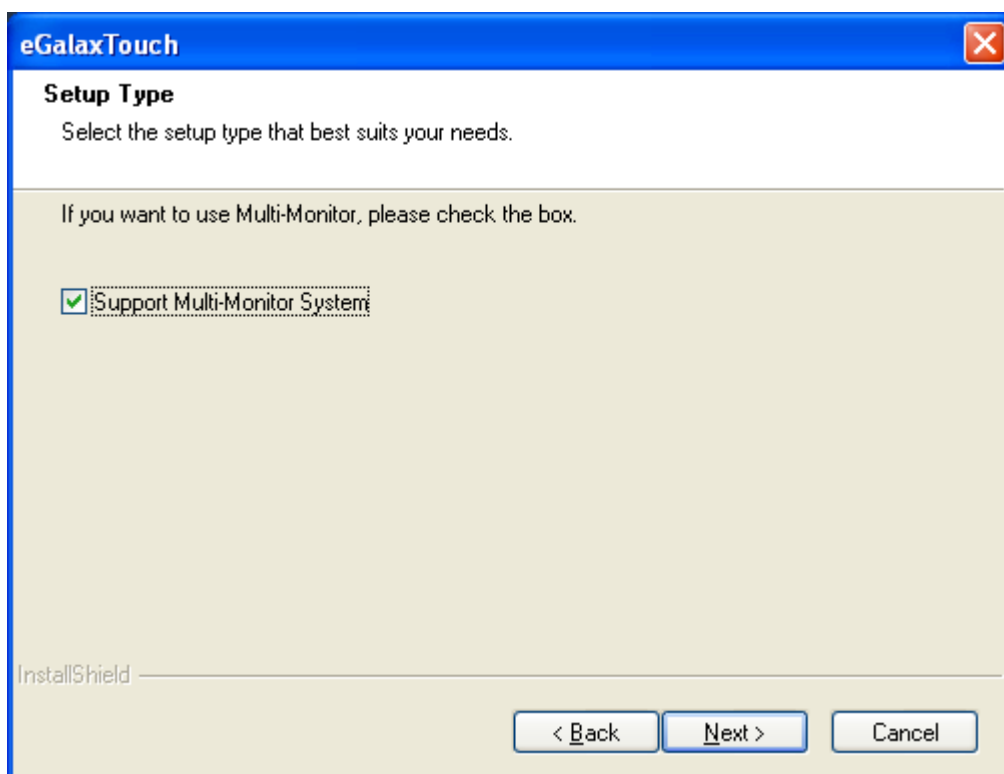 eGalaxTouch
Setup Type
Select the setup type that best suits your needs.
If you want to use Multi-Monitor, please check the box.
Support Multi-Monitor System
InstallShield
< Back Next > Cancel